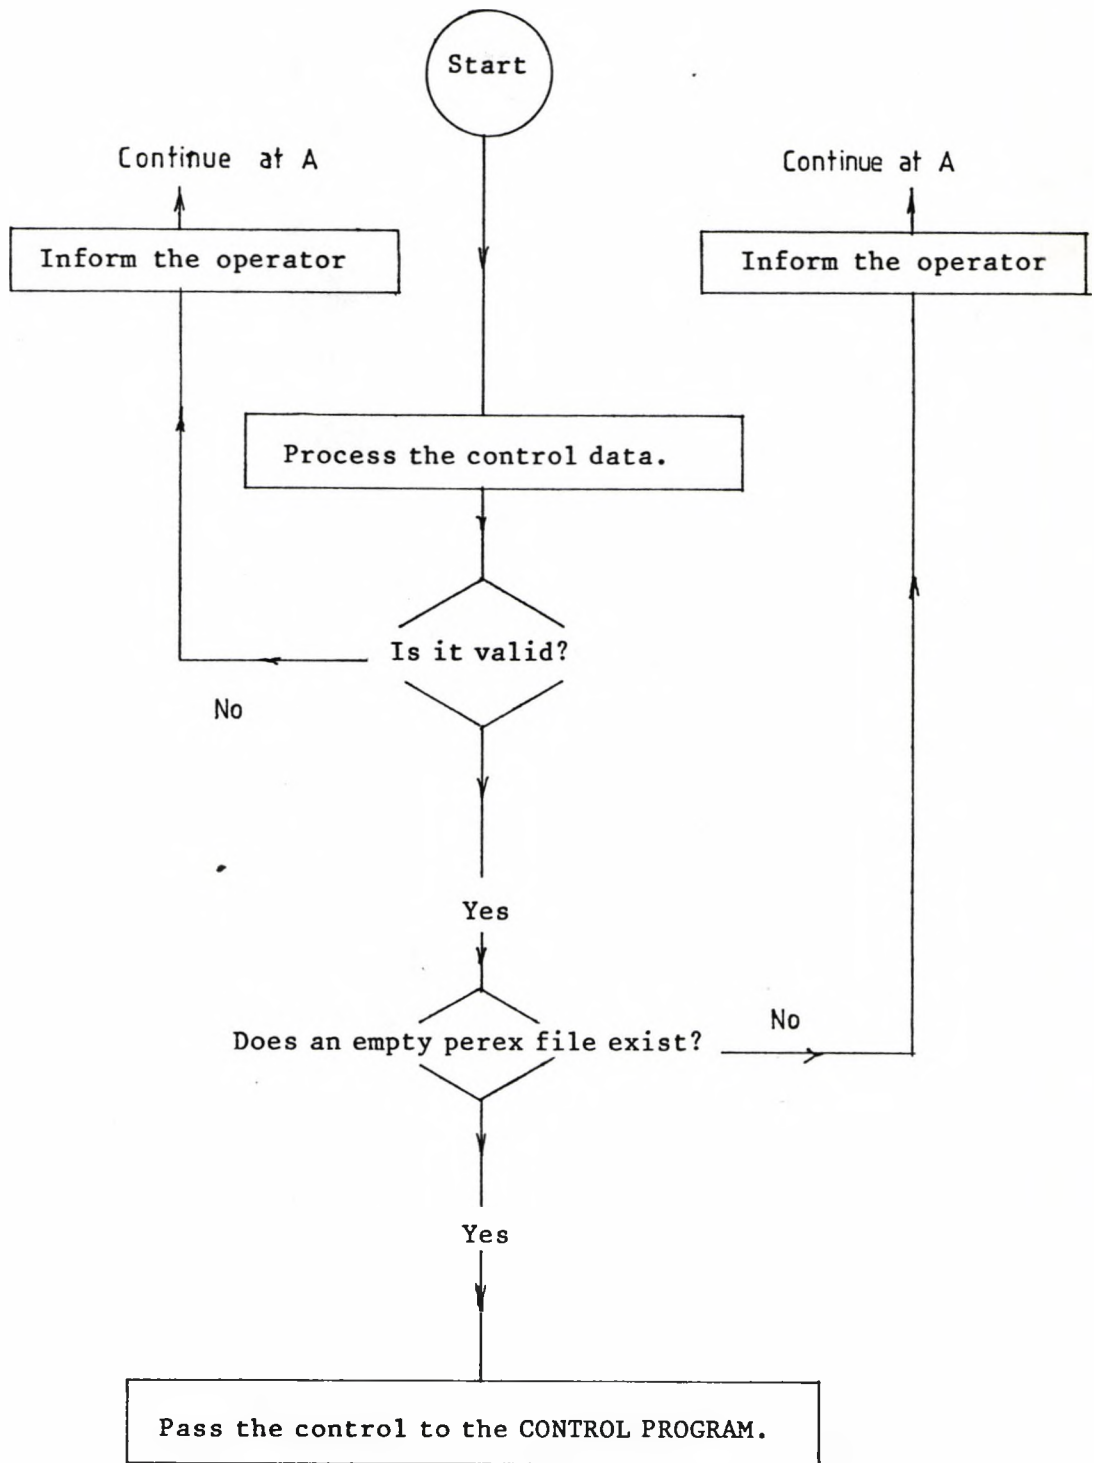 Start
Continue at A
Continue at A
Inform the operator
Inform the operator
Process the control data.
Is it valid?
No
Yes
Does an empty perex file exist?
No
Yes
Pass the control to the CONTROL PROGRAM.